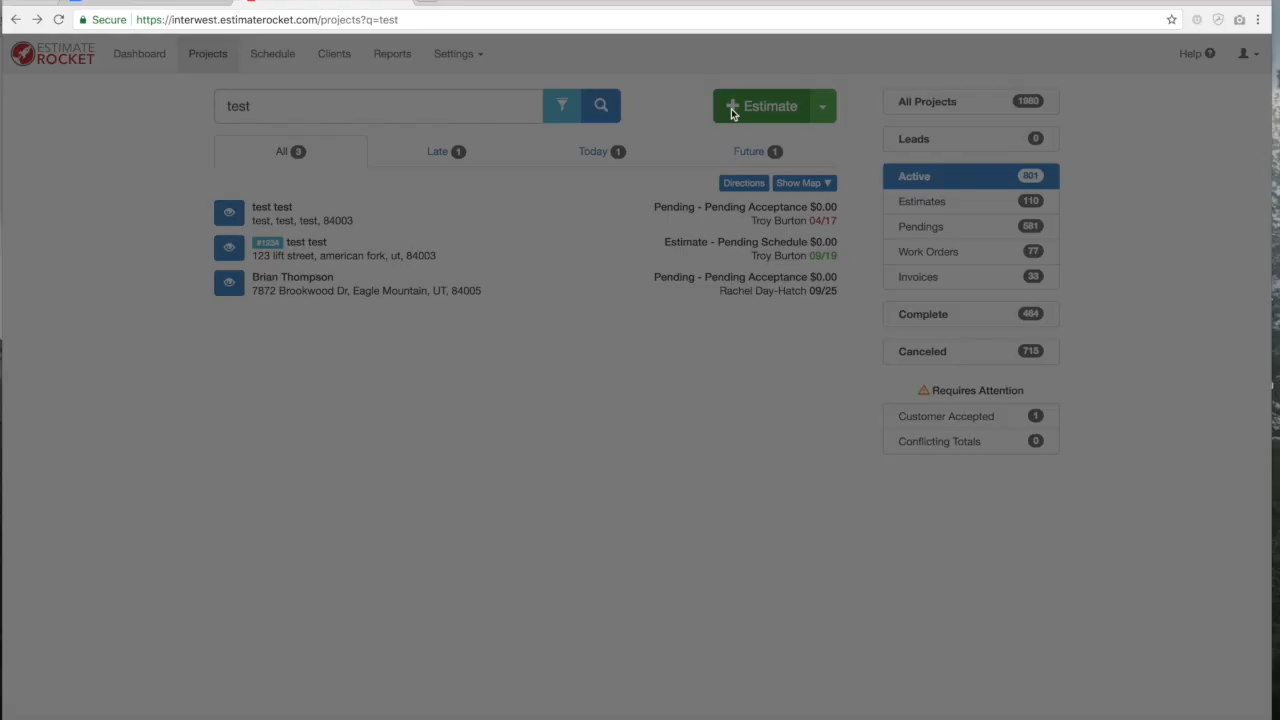 Secure https://interwest.estimaterocket.com/projects?q=test
ESTIMATE ROCKET Dashboard Projects Schedule Clients Reports Settings Help
test Estimate
All 3 Late 1 Today 1 Future 1
Directions Show Map
test test Pending - Pending Acceptance $0.00
test, test, test, 84003 Troy Burton 04/17
#1234 test test Estimate - Pending Schedule $0.00
123 lift street, american fork, ut, 84003 Troy Burton 09/19
Brian Thompson Pending - Pending Acceptance $0.00
7872 Brookwood Dr, Eagle Mountain, UT, 84005 Rachel Day-Hatch 09/25
All Projects 1980
Leads 0
Active 801
Estimates 110
Pendings 581
Work Orders 77
Invoices 33
Complete 464
Canceled 715
Requires Attention
Customer Accepted 1
Conflicting Totals 0